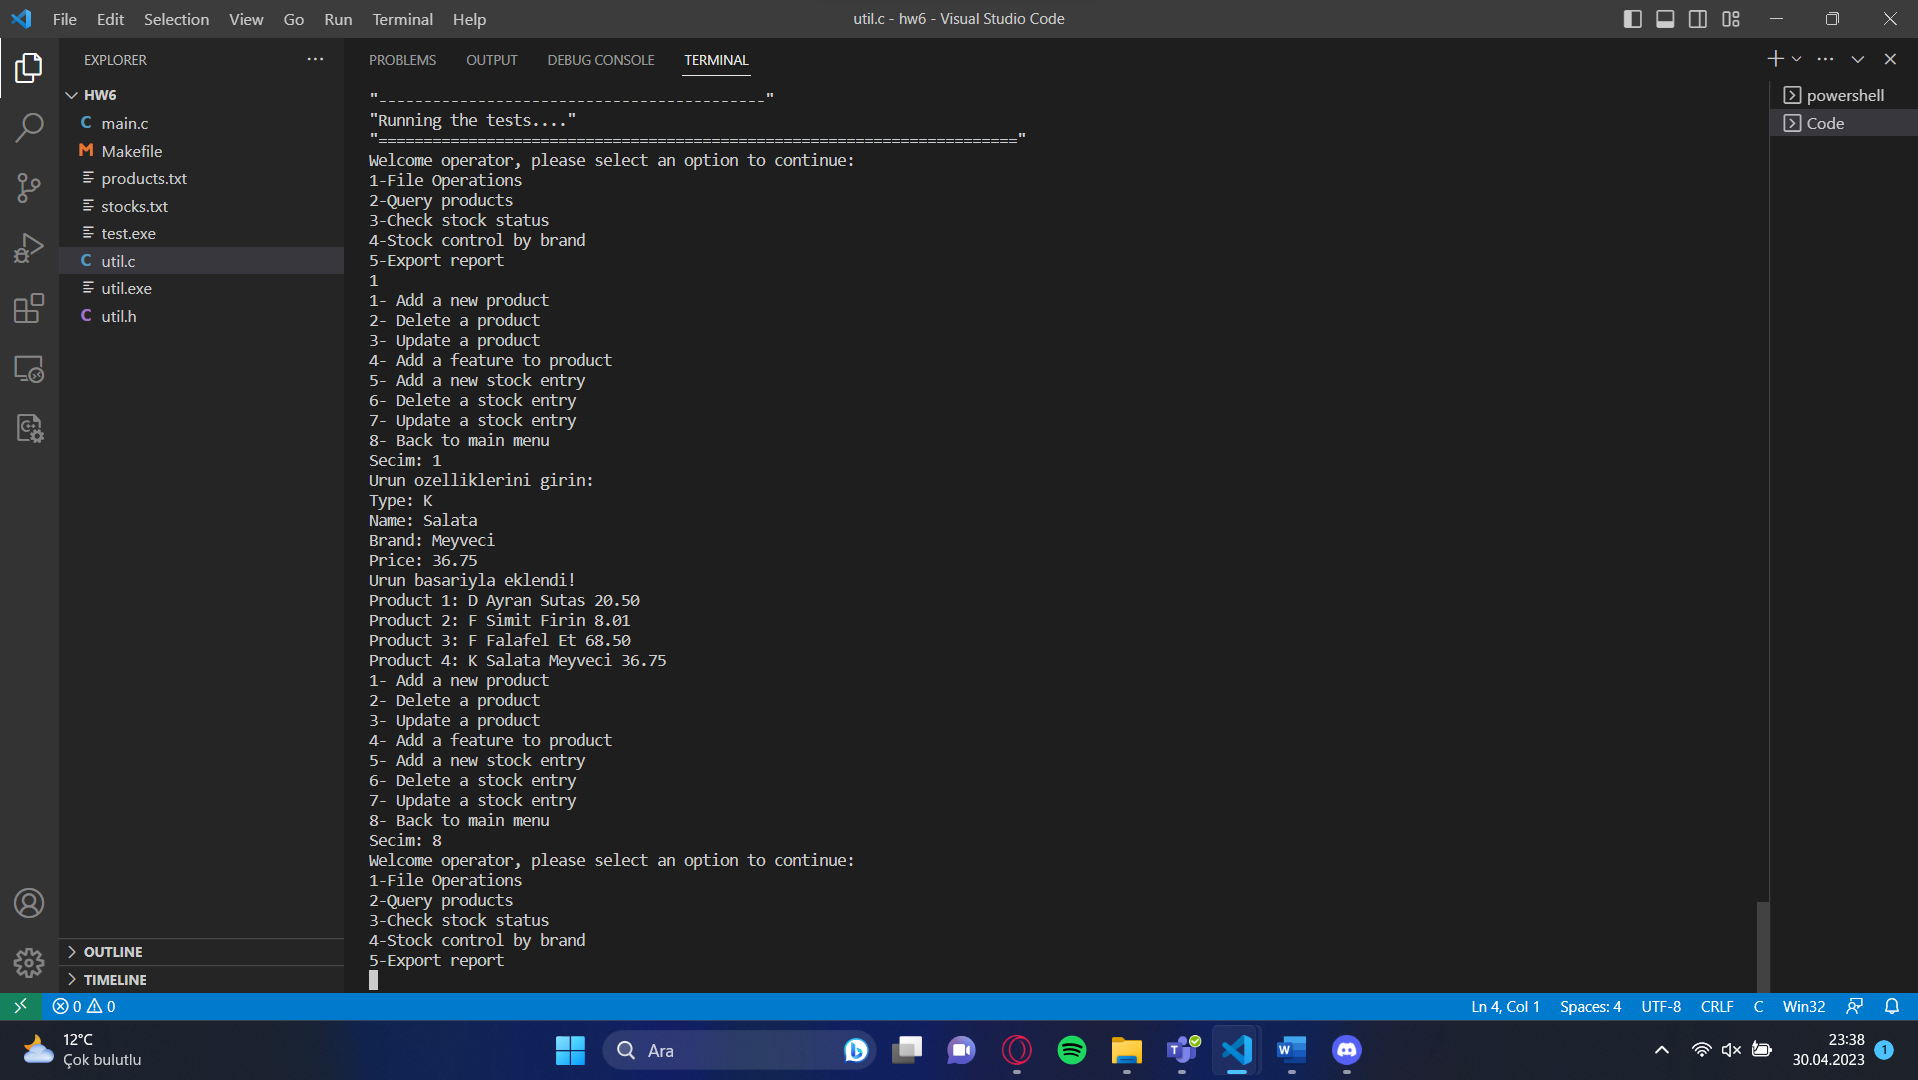 File Edit Selection View Go Run Terminal Help
util.c - hw6 - Visual Studio Code
EXPLORER
HW6
main.c
Makefile
products.txt
stocks.txt
test.exe
util.c
util.exe
util.h
OUTLINE
TIMELINE
PROBLEMS OUTPUT DEBUG CONSOLE TERMINAL
"-------------------------------------------"
"Running the tests...."
"======================================================================="
Welcome operator, please select an option to continue:
1-File Operations
2-Query products
3-Check stock status
4-Stock control by brand
5-Export report
1
1- Add a new product
2- Delete a product
3- Update a product
4- Add a feature to product
5- Add a new stock entry
6- Delete a stock entry
7- Update a stock entry
8- Back to main menu
Secim: 1
Urun ozelliklerini girin:
Type: K
Name: Salata
Brand: Meyveci
Price: 36.75
Urun basariyla eklendi!
Product 1: D Ayran Sutas 20.50
Product 2: F Simit Firin 8.01
Product 3: F Falafel Et 68.50
Product 4: K Salata Meyveci 36.75
1- Add a new product
2- Delete a product
3- Update a product
4- Add a feature to product
5- Add a new stock entry
6- Delete a stock entry
7- Update a stock entry
8- Back to main menu
Secim: 8
Welcome operator, please select an option to continue:
1-File Operations
2-Query products
3-Check stock status
4-Stock control by brand
5-Export report
powershell
Code
0 0
Ln 4, Col 1 Spaces: 4 UTF-8 CRLF C Win32
12°C
Çok bulutlu
Ara
23:38
30.04.2023
1